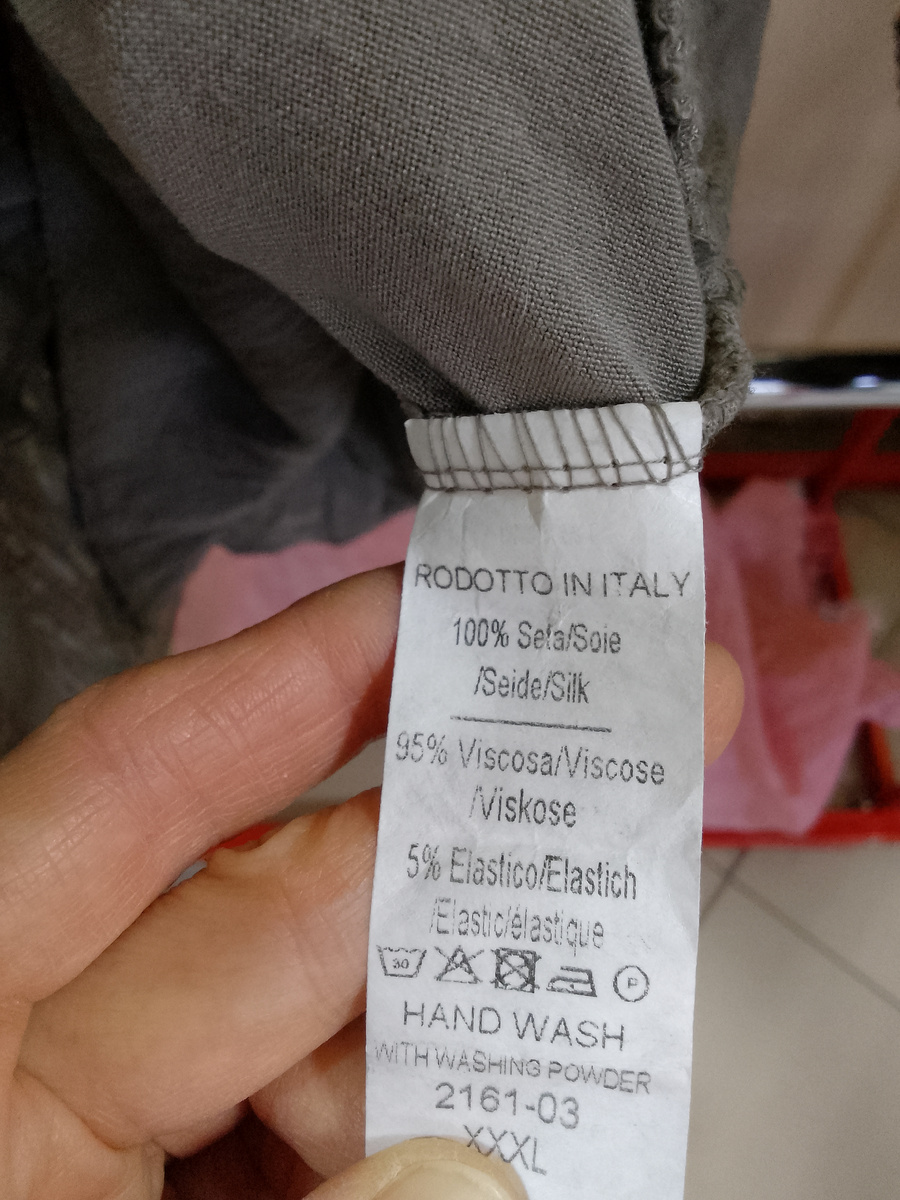 RODOTTO IN ITALY
100% Seta/Soie
/Seide/Silk
95% Viscosa/Viscose
/Viskose
5% Elastico/Elastich
/Elastic/élastique
30 P
HAND WASH
WITH WASHING POWDER
2161-03
XXXL